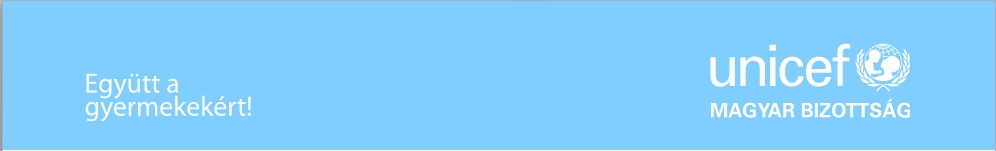 Együtt a
gyermekekért!
unicef
MAGYAR BIZOTTSÁG